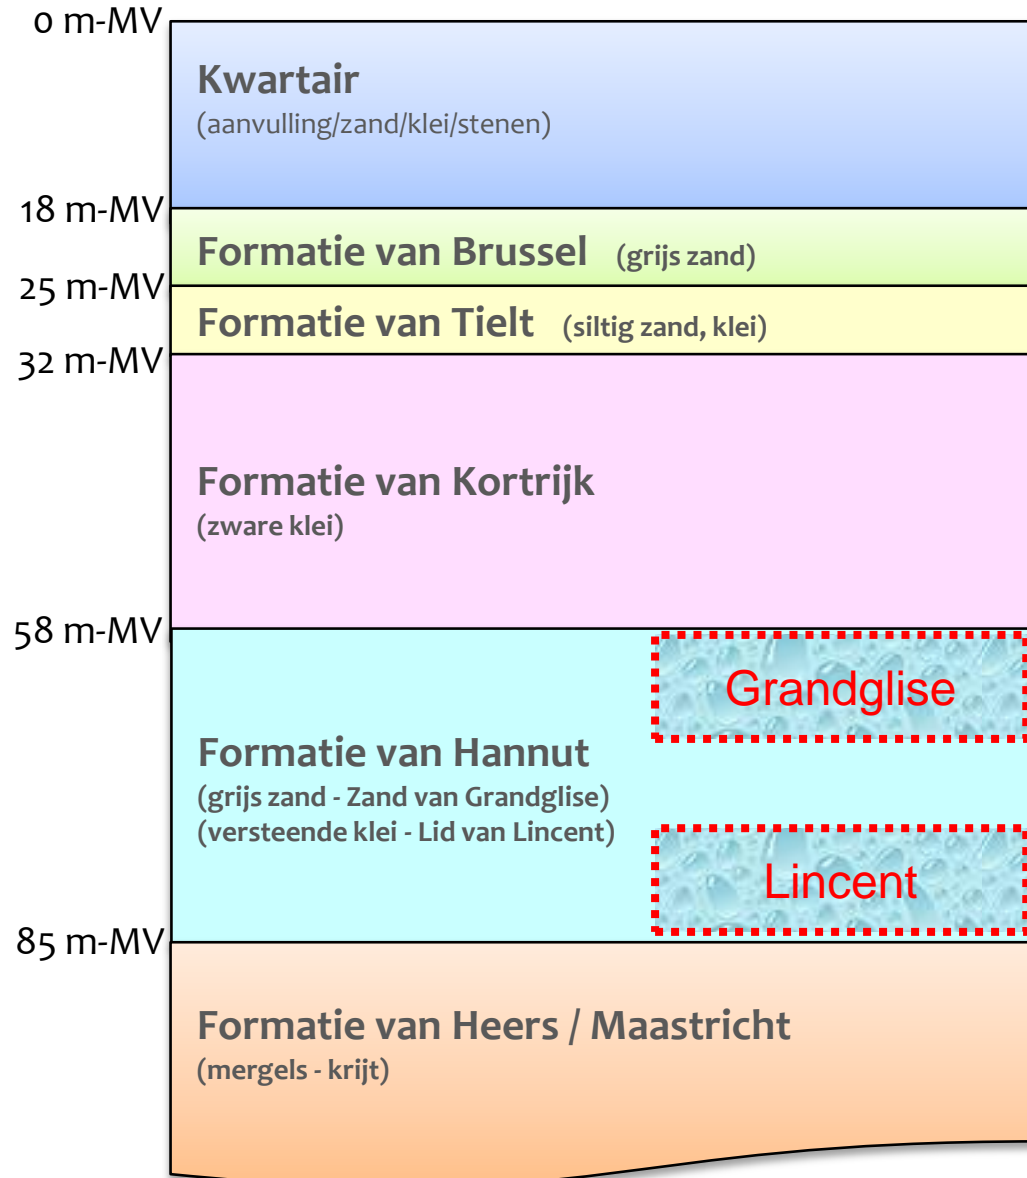 0 m-MV
Kwartair
(aanvulling/zand/klei/stenen)
18 m-MV
Formatie van Brussel (grijs zand)
25 m-MV
Formatie van Tielt (siltig zand, klei)
32 m-MV
Formatie van Kortrijk
(zware klei)
58 m-MV
Grandglise
Formatie van Hannut
(grijs zand - Zand van Grandglise)
(versteende klei - Lid van Lincent)
Lincent
85 m-MV
Formatie van Heers / Maastricht
(mergels - krijt)